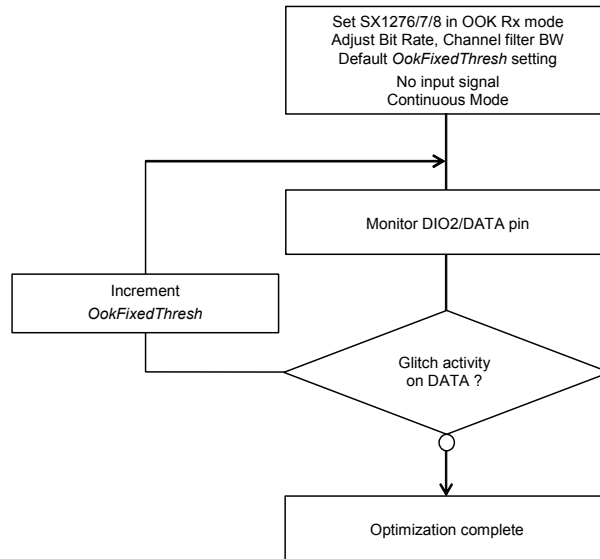 Set SX1276/7/8 in OOK Rx mode
Adjust Bit Rate, Channel filter BW
Default OokFixedThresh setting
No input signal
Continuous Mode
Monitor DIO2/DATA pin
Increment
OokFixedThresh
Glitch activity
on DATA ?
Optimization complete